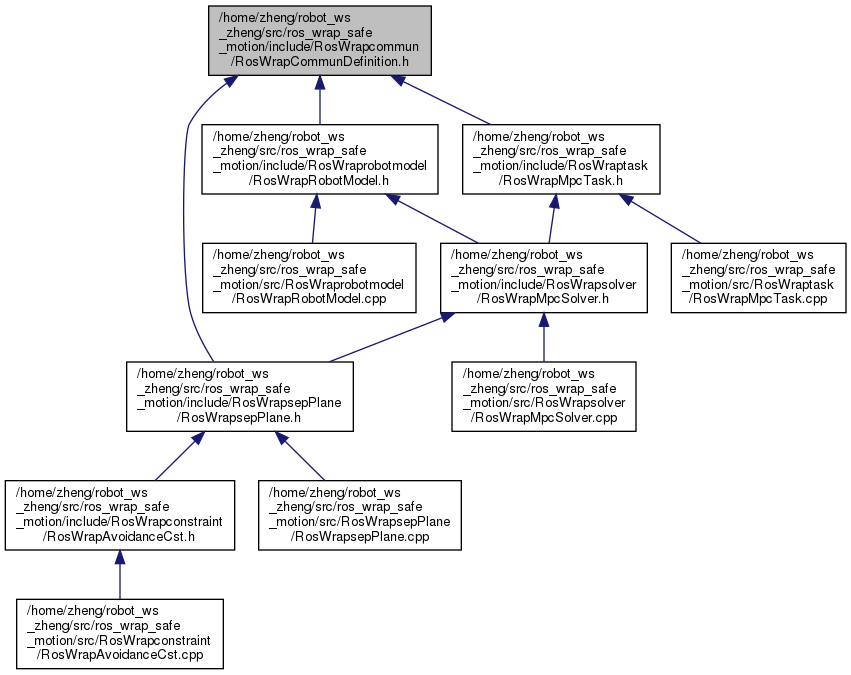 /home/zheng/robot_ws
_zheng/src/ros_wrap_safe
_motion/include/RosWrapcommun
/RosWrapCommunDefinition.h
/home/zheng/robot_ws
_zheng/src/ros_wrap_safe
_motion/include/RosWraprobotmodel
/RosWrapRobotModel.h
/home/zheng/robot_ws
_zheng/src/ros_wrap_safe
_motion/include/RosWraptask
/RosWrapMpcTask.h
/home/zheng/robot_ws
_zheng/src/ros_wrap_safe
_motion/src/RosWraprobotmodel
/RosWrapRobotModel.cpp
/home/zheng/robot_ws
_zheng/src/ros_wrap_safe
_motion/include/RosWrapsolver
/RosWrapMpcSolver.h
/home/zheng/robot_ws
_zheng/src/ros_wrap_safe
_motion/src/RosWraptask
/RosWrapMpcTask.cpp
/home/zheng/robot_ws
_zheng/src/ros_wrap_safe
_motion/include/RosWrapsepPlane
/RosWrapsepPlane.h
/home/zheng/robot_ws
_zheng/src/ros_wrap_safe
_motion/src/RosWrapsolver
/RosWrapMpcSolver.cpp
/home/zheng/robot_ws
_zheng/src/ros_wrap_safe
_motion/include/RosWrapconstraint
/RosWrapAvoidanceCst.h
/home/zheng/robot_ws
_zheng/src/ros_wrap_safe
_motion/src/RosWrapsepPlane
/RosWrapsepPlane.cpp
/home/zheng/robot_ws
_zheng/src/ros_wrap_safe
_motion/src/RosWrapconstraint
/RosWrapAvoidanceCst.cpp